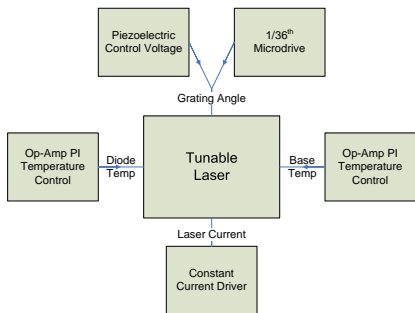 Piezoelectric
Control Voltage
1/36th
Microdrive
Grating Angle
Op-Amp PI
Temperature
Control
Diode
Temp
Tunable
Laser
Base
Temp
Op-Amp PI
Temperature
Control
Laser Current
Constant
Current Driver